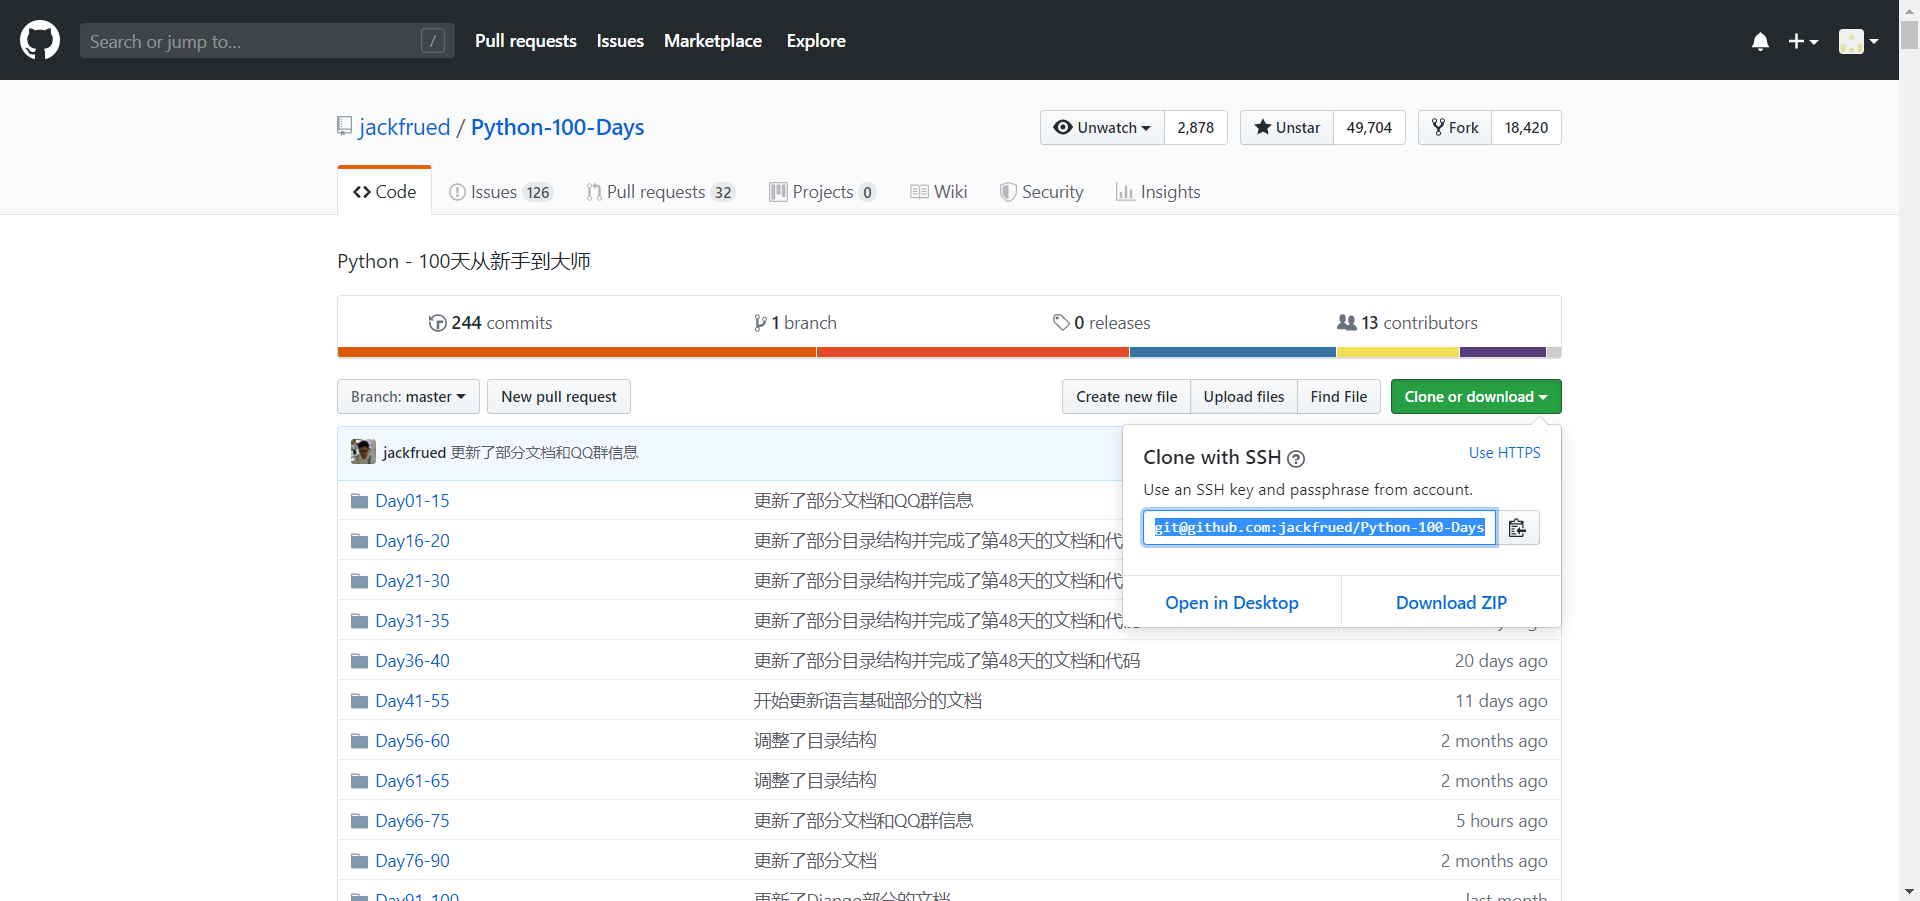 Search or jump to... / Pull requests Issues Marketplace Explore
jackfrued / Python-100-Days Unwatch 2,878 Unstar 49,704 Fork 18,420
Code Issues 126 Pull requests 32 Projects 0 Wiki Security Insights
Python - 100天从新手到大师
244 commits 1 branch 0 releases 13 contributors
Branch: master New pull request Create new file Upload files Find File Clone or download
jackfrued 更新了部分文档和QQ群信息
Clone with SSH ? Use HTTPS
Use an SSH key and passphrase from account.
git@github.com:jackfrued/Python-100-Days
Open in Desktop Download ZIP
Day01-15 更新了部分文档和QQ群信息
Day16-20 更新了部分目录结构并完成了第48天的文档和代
Day21-30 更新了部分目录结构并完成了第48天的文档和代
Day31-35 更新了部分目录结构并完成了第48天的文档和代
Day36-40 更新了部分目录结构并完成了第48天的文档和代码 20 days ago
Day41-55 开始更新语言基础部分的文档 11 days ago
Day56-60 调整了目录结构 2 months ago
Day61-65 调整了目录结构 2 months ago
Day66-75 更新了部分文档和QQ群信息 5 hours ago
Day76-90 更新了部分文档 2 months ago
Day91-100 更新了Django部分的文档 last month